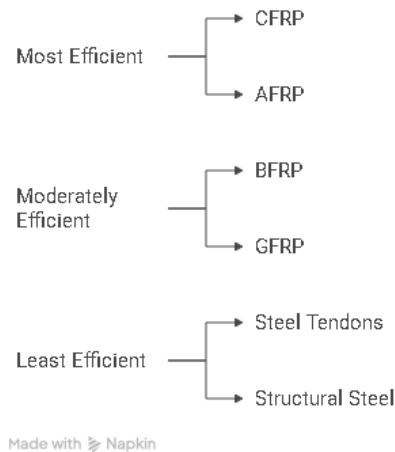 CFRP
Most Efficient
AFRP
BFRP
Moderately
Efficient
GFRP
Steel Tendons
Least Efficient
Structural Steel
Made with Napkin